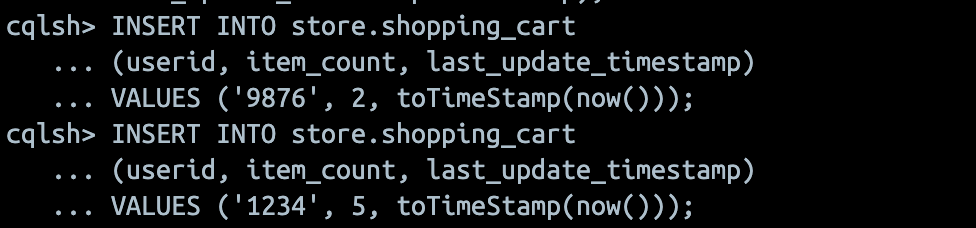 cqlsh> INSERT INTO store.shopping_cart
... (userid, item_count, last_update_timestamp)
... VALUES ('9876', 2, toTimeStamp(now()));
cqlsh> INSERT INTO store.shopping_cart
... (userid, item_count, last_update_timestamp)
... VALUES ('1234', 5, toTimeStamp(now()));